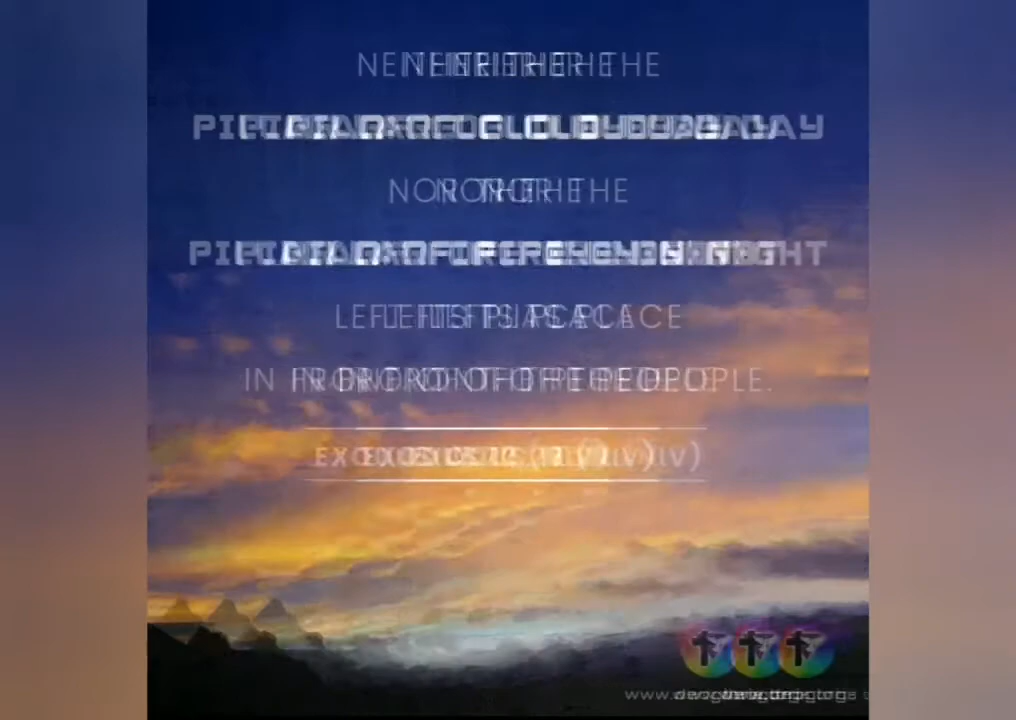 NEITHER THE
PILLAR OF CLOUD BY DAY
NOR THE
PILLAR OF FIRE BY NIGHT
LEFT ITS PLACE
IN FRONT OF THE PEOPLE.
EXODUS